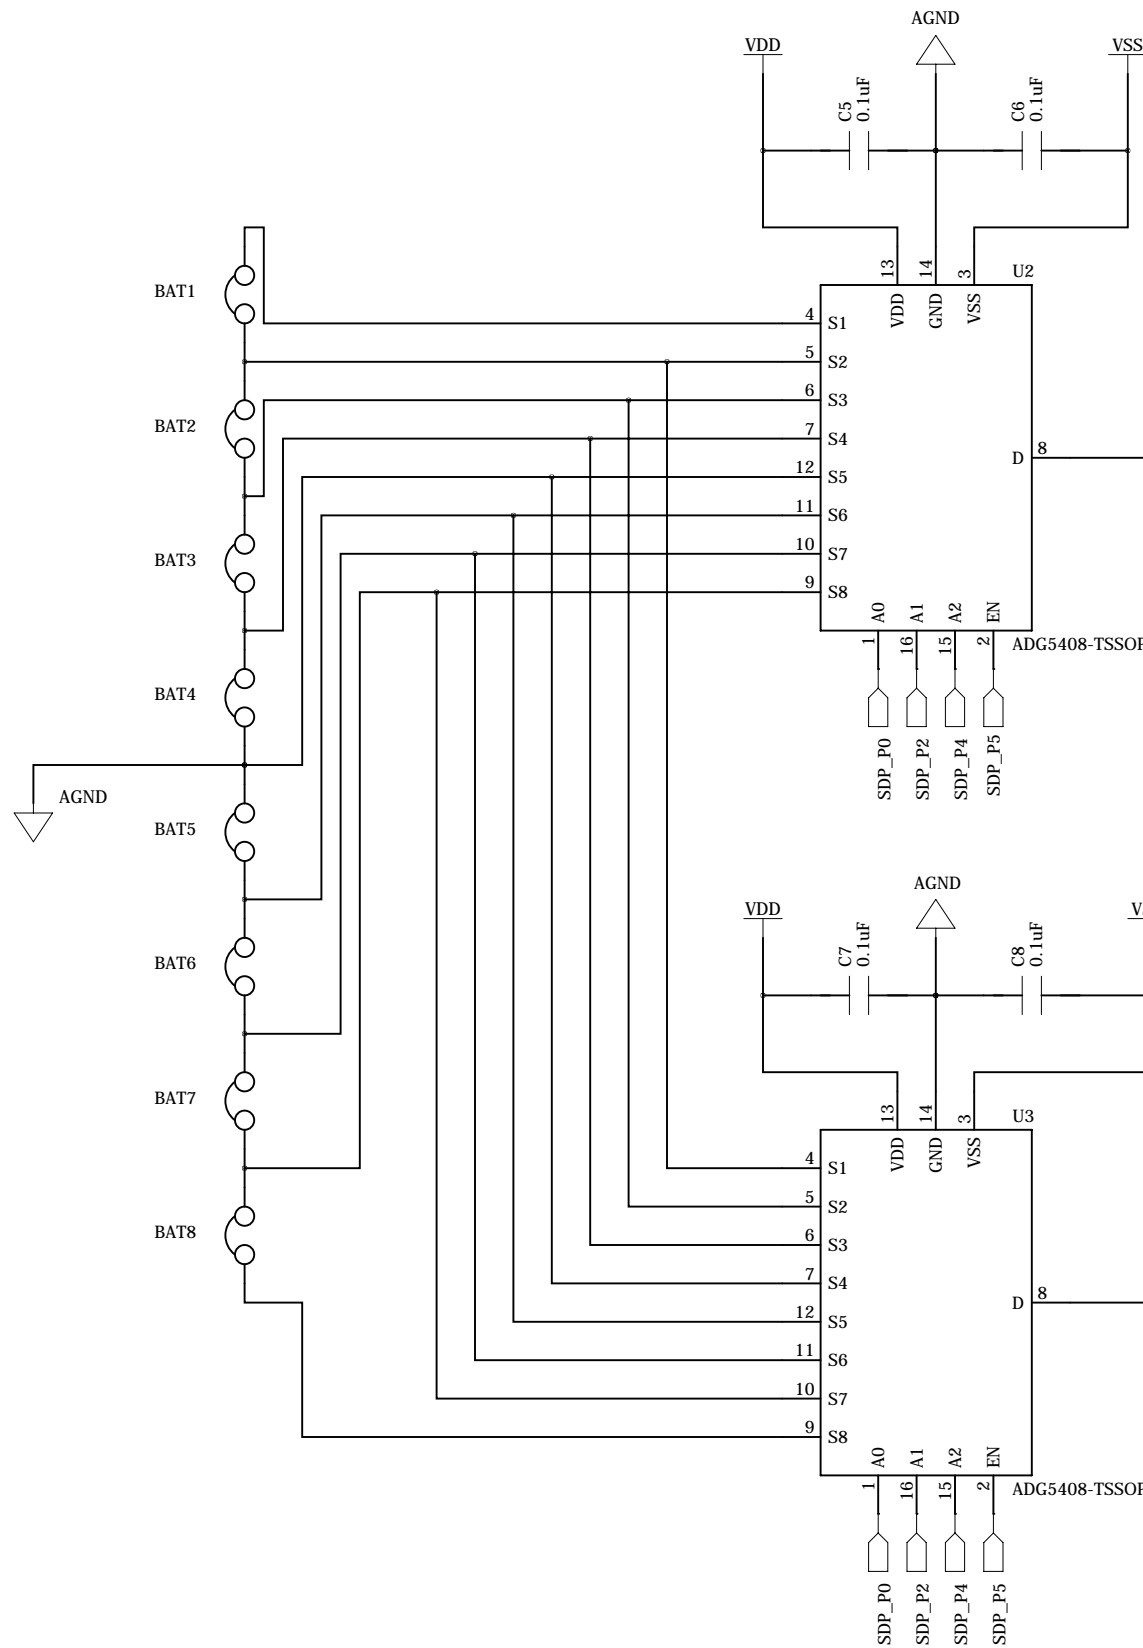 AGND
VDD
VSS
C5
0.1uF
C6
0.1uF
13
14
3
U2
VDD
GND
VSS
BAT1
4
S1
5
S2
6
S3
BAT2
7
S4
D
8
12
S5
11
S6
10
S7
BAT3
9
S8
A0
A1
A2
EN
1
16
15
2
ADG5408-TSSOP
BAT4
SDP_P0
SDP_P2
SDP_P4
SDP_P5
AGND
BAT5
AGND
VDD
V
C7
0.1uF
C8
0.1uF
BAT6
BAT7
13
14
3
U3
VDD
GND
VSS
4
S1
5
S2
BAT8
6
S3
7
S4
D
8
12
S5
11
S6
10
S7
9
S8
A0
A1
A2
EN
1
16
15
2
ADG5408-TSSOP
SDP_P0
SDP_P2
SDP_P4
SDP_P5